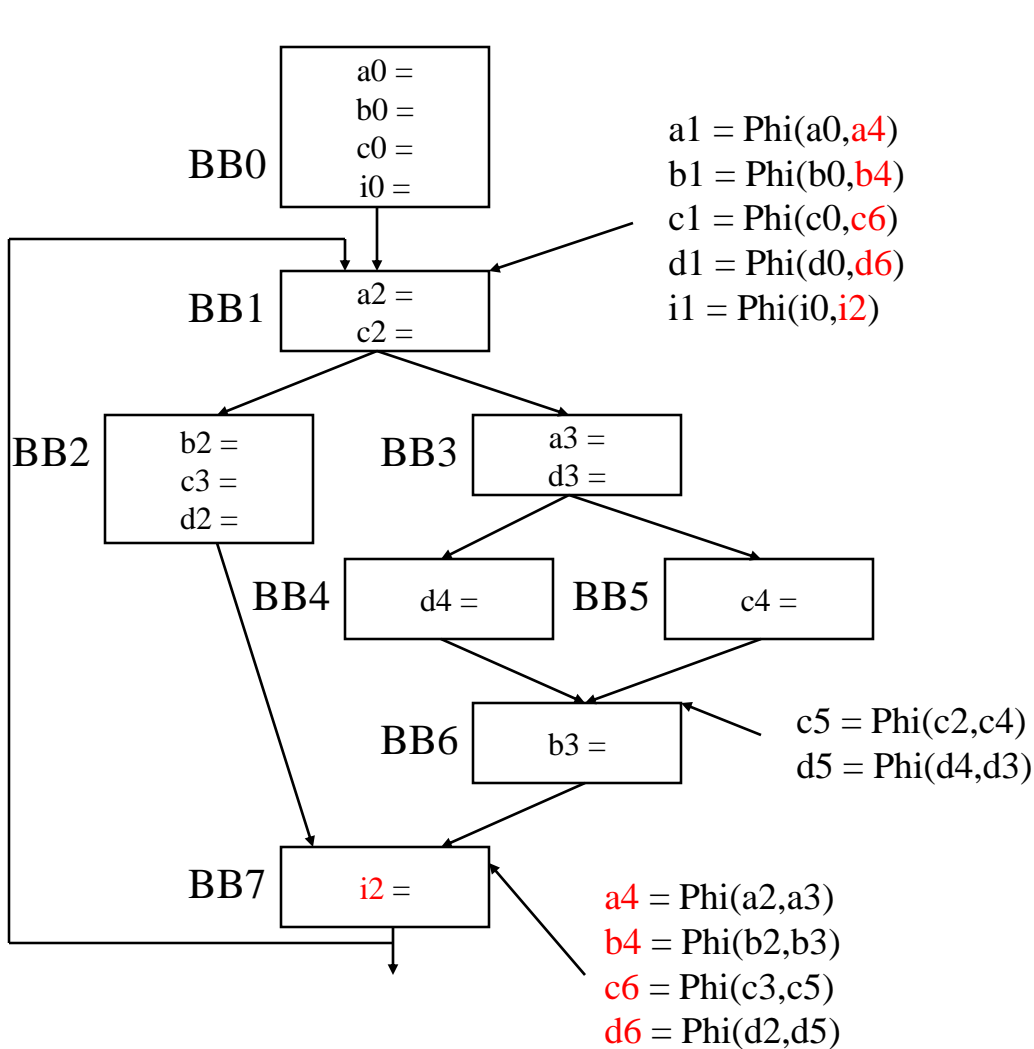 a0 =
b0 =
c0 =
i0 =
BB0
a1 = Phi(a0,a4)
b1 = Phi(b0,b4)
c1 = Phi(c0,c6)
d1 = Phi(d0,d6)
i1 = Phi(i0,i2)
BB1
a2 =
c2 =
BB2
b2 =
c3 =
d2 =
BB3
a3 =
d3 =
BB4
d4 =
BB5
c4 =
BB6
b3 =
c5 = Phi(c2,c4)
d5 = Phi(d4,d3)
BB7
i2 =
a4 = Phi(a2,a3)
b4 = Phi(b2,b3)
c6 = Phi(c3,c5)
d6 = Phi(d2,d5)